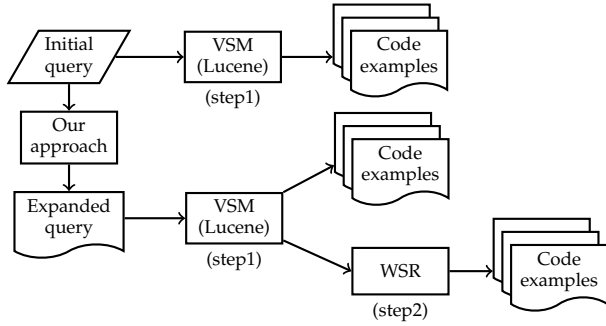 Initial
query
VSM
(Lucene)
(step1)
Code
examples
Our
approach
Expanded
query
VSM
(Lucene)
(step1)
Code
examples
WSR
(step2)
Code
examples